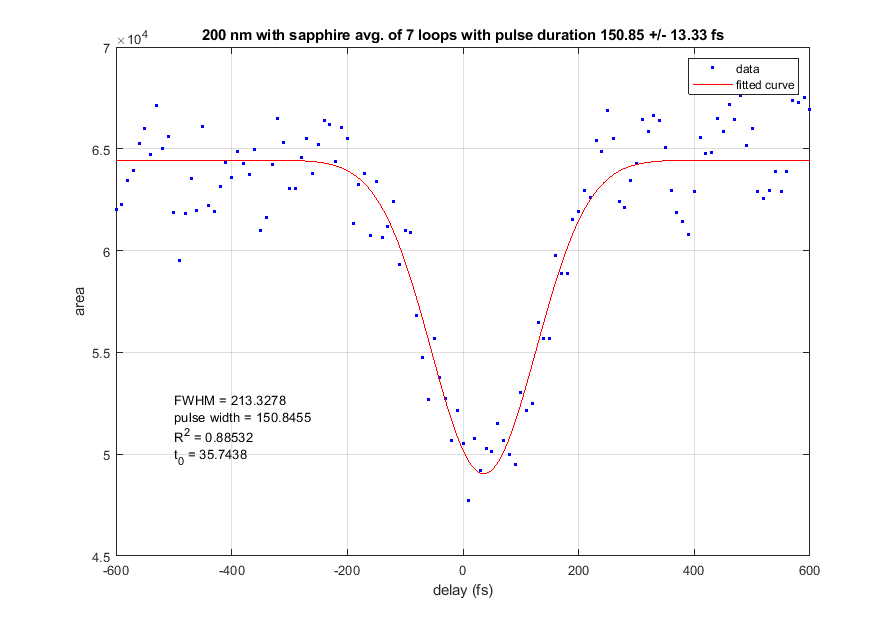 200 nm with sapphire avg. of 7 loops with pulse duration 150.85 +/- 13.33 fs
×10⁴
7
6.5
6
5.5
5
4.5
area
data
fitted curve
FWHM = 213.3278
pulse width = 150.8455
R² = 0.88532
t₀ = 35.7438
-600 -400 -200 0 200 400 600
delay (fs)